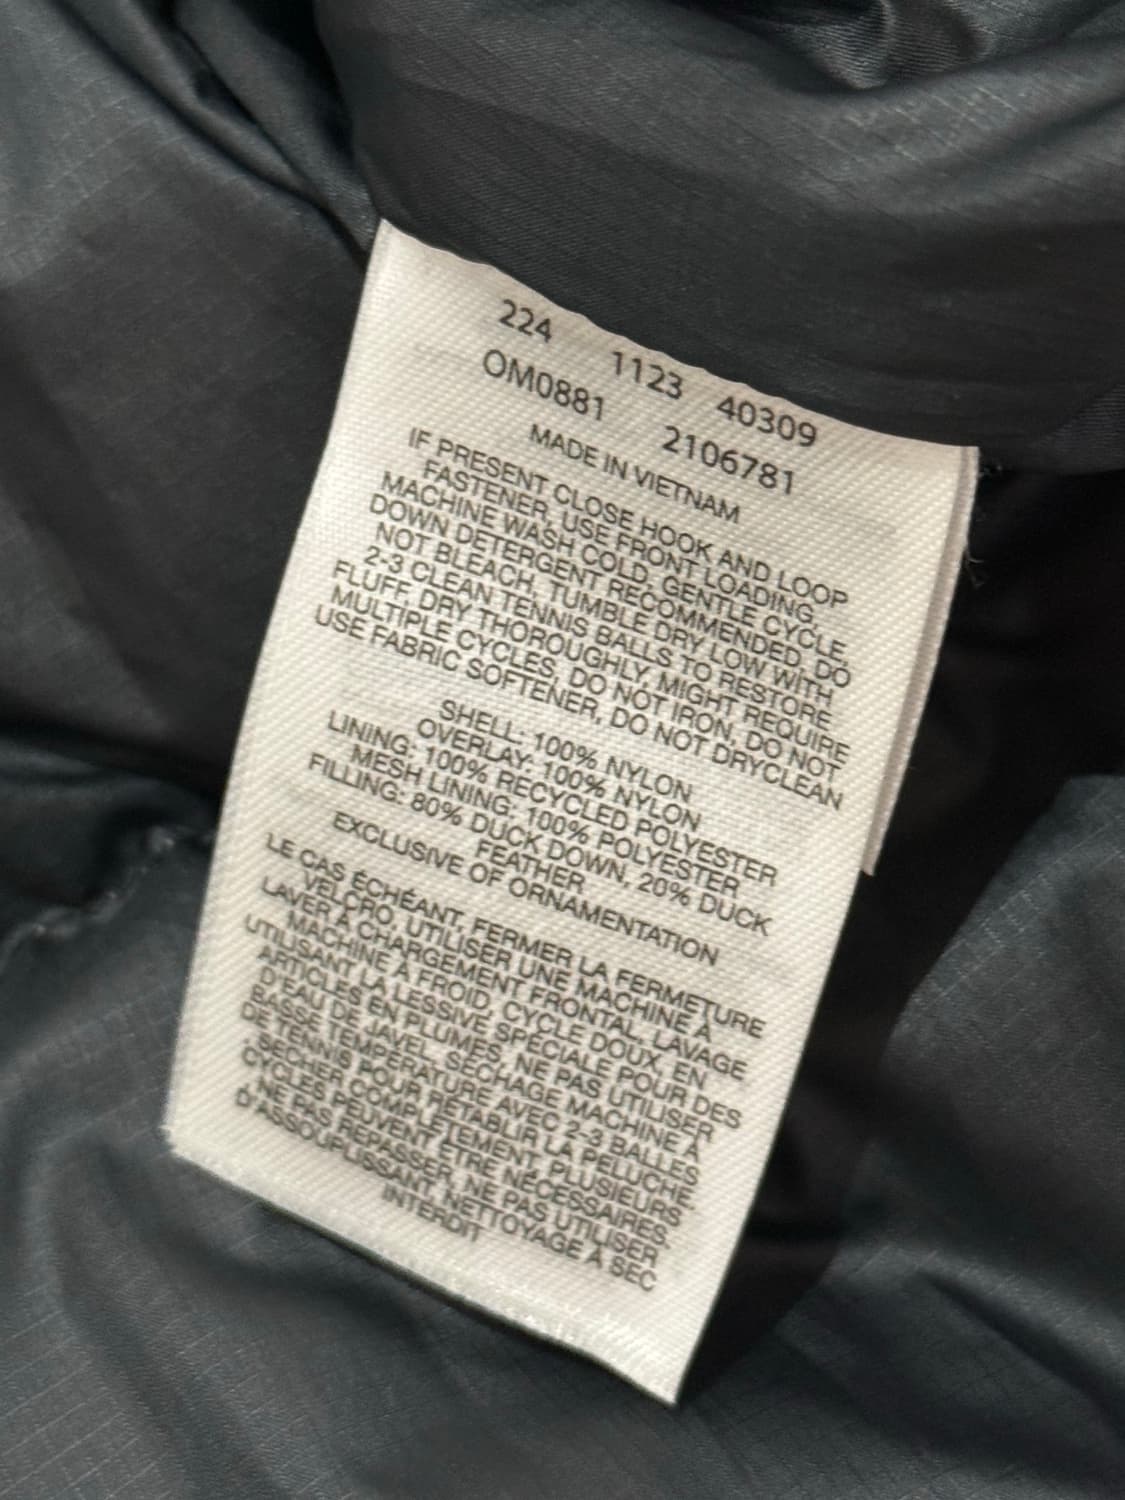 224 1123 40309
OM0881 2106781
MADE IN VIETNAM
IF PRESENT CLOSE HOOK AND LOOP
FASTENER, USE FRONT LOADING,
MACHINE WASH COLD, GENTLE CYCLE,
DOWN DETERGENT RECOMMENDED, DO
NOT BLEACH, TUMBLE DRY LOW WITH
2-3 CLEAN TENNIS BALLS TO RESTORE
FLUFF. DRY THOROUGHLY, MIGHT REQUIRE
MULTIPLE CYCLES, DO NOT IRON, DO NOT
USE FABRIC SOFTENER, DO NOT DRYCLEAN
SHELL: 100% NYLON
OVERLAY: 100% NYLON
LINING: 100% RECYCLED POLYESTER
MESH LINING: 100% POLYESTER
FILLING: 80% DUCK DOWN, 20% DUCK
FEATHER
EXCLUSIVE OF ORNAMENTATION
LE CAS ÉCHÉANT, FERMER LA FERMETURE
VELCRO, UTILISER UNE MACHINE À
LAVER À CHARGEMENT FRONTAL, LAVAGE
MACHINE À FROID, CYCLE DOUX, EN
UTILISANT LA LESSIVE SPÉCIALE POUR DES
ARTICLES EN PLUMES, NE PAS UTILISER
D'EAU DE JAVEL, SÉCHAGE MACHINE À
BASSE TEMPÉRATURE AVEC 2-3 BALLES
DE TENNIS POUR RÉTABLIR LA PELUCHE.
SÉCHER COMPLÈTEMENT, PLUSIEURS
CYCLES PEUVENT ÊTRE NÉCESSAIRES.
NE PAS REPASSER, NE PAS UTILISER
D'ASSOUPLISSANT, NETTOYAGE À SEC
INTERDIT